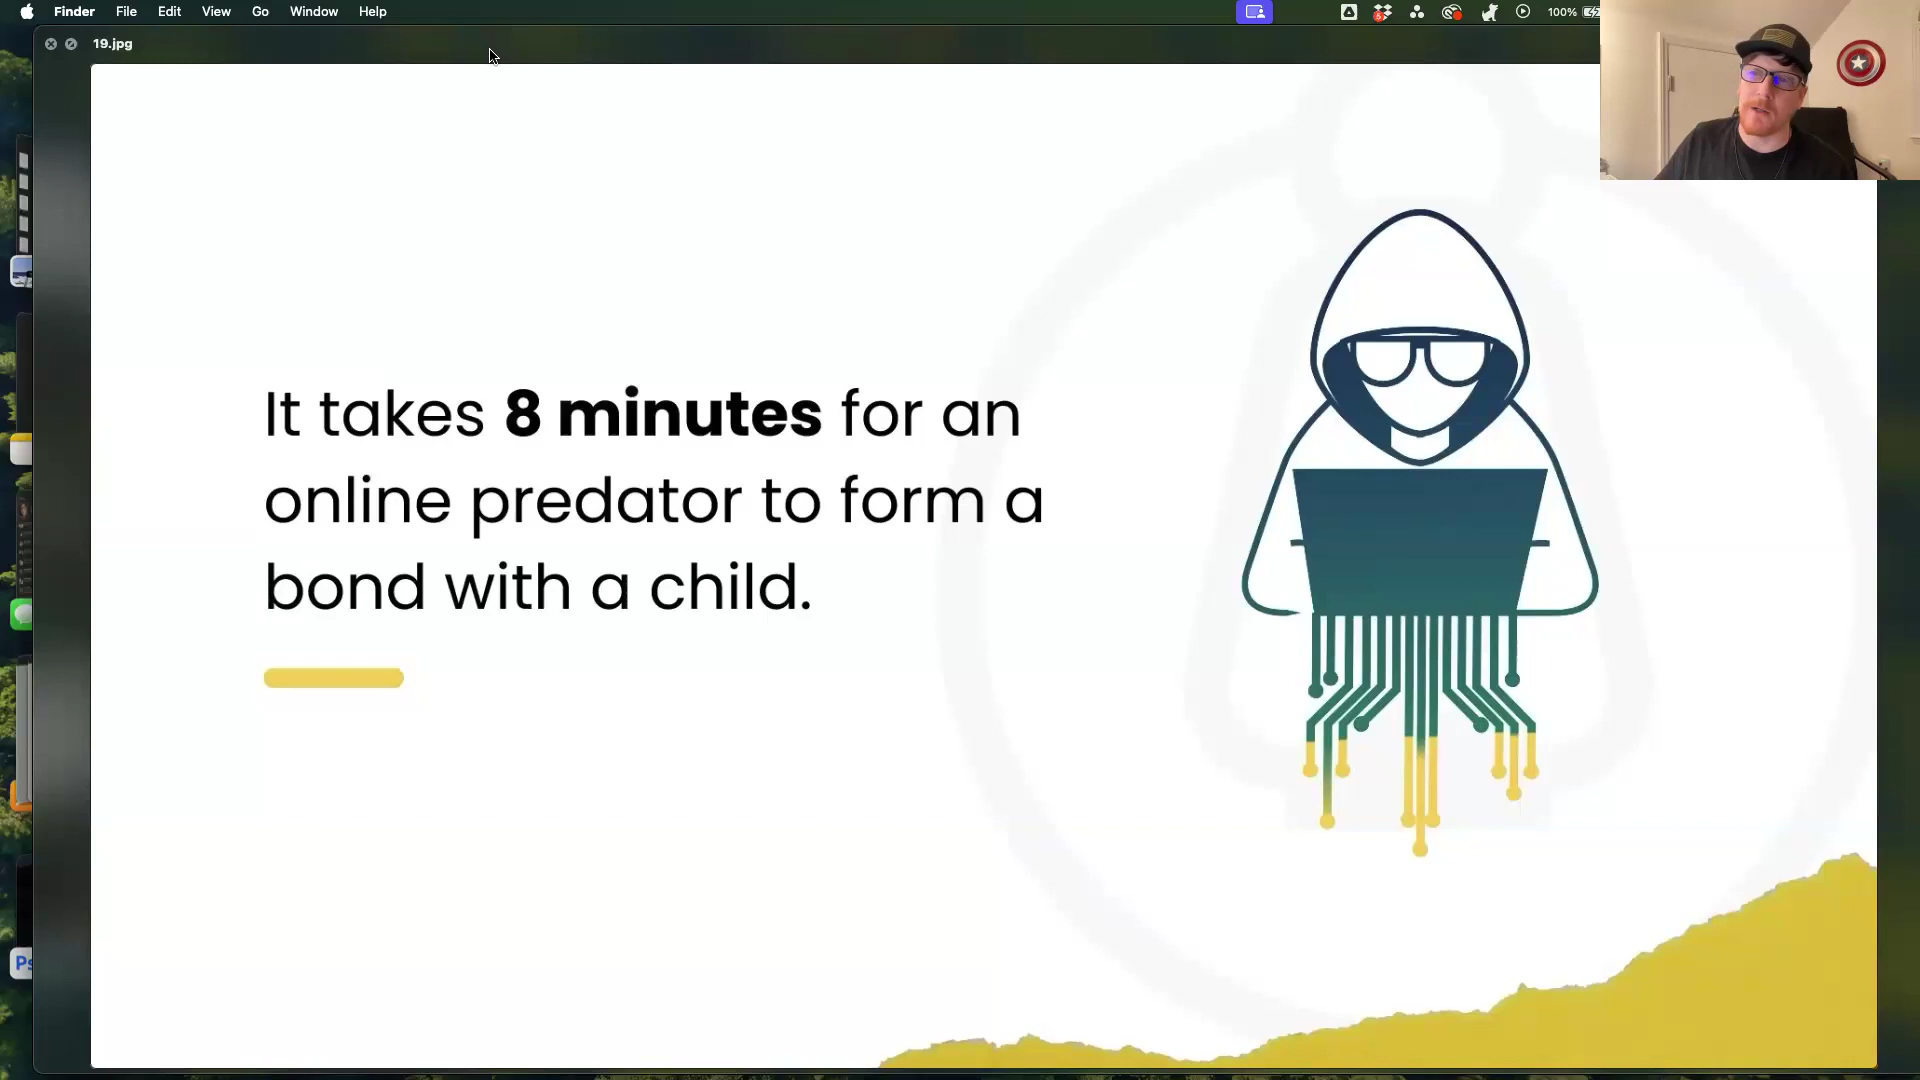 Finder File Edit View Go Window Help 100%
19.jpg
It takes 8 minutes for an
online predator to form a
bond with a child.
Ps